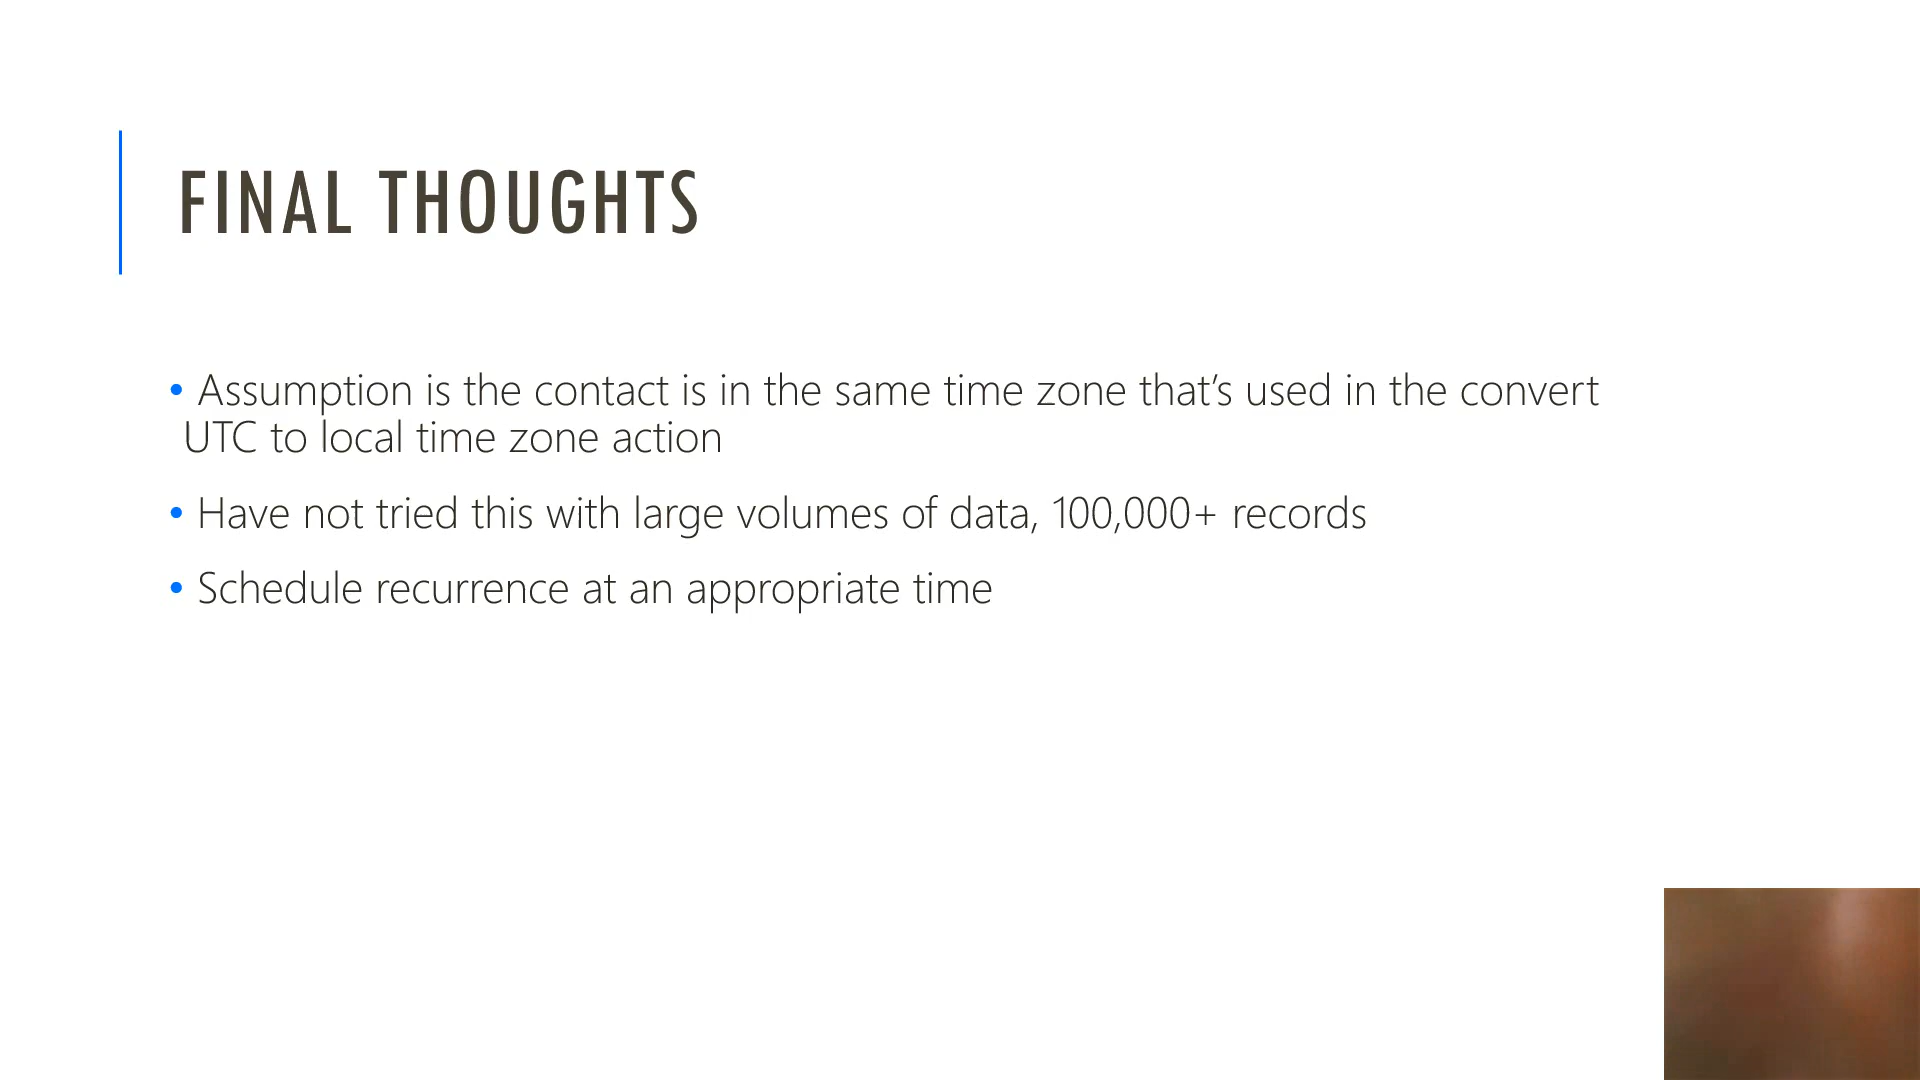 FINAL THOUGHTS
• Assumption is the contact is in the same time zone that’s used in the convert
UTC to local time zone action
• Have not tried this with large volumes of data, 100,000+ records
• Schedule recurrence at an appropriate time